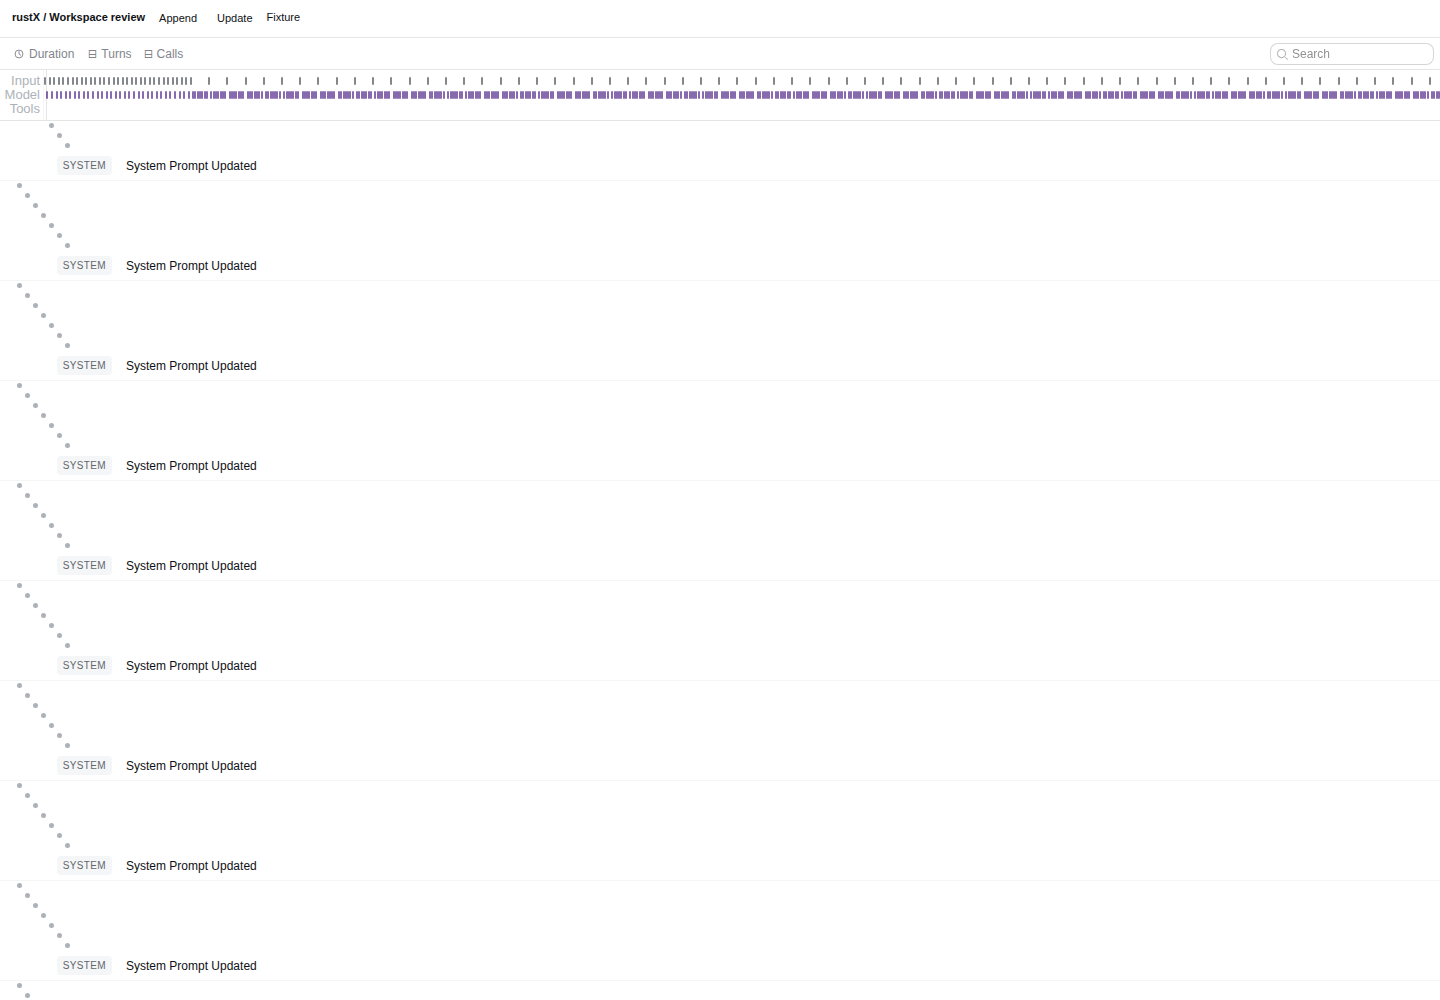 rustX / Workspace review Append Update Fixture
Duration Turns Calls Search
Input
Model
Tools
SYSTEM System Prompt Updated
SYSTEM System Prompt Updated
SYSTEM System Prompt Updated
SYSTEM System Prompt Updated
SYSTEM System Prompt Updated
SYSTEM System Prompt Updated
SYSTEM System Prompt Updated
SYSTEM System Prompt Updated
SYSTEM System Prompt Updated